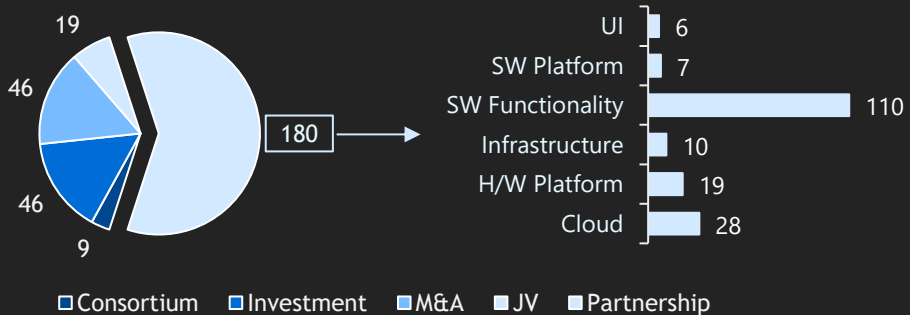 19
46
46
9
180
UI 6
SW Platform 7
SW Functionality 110
Infrastructure 10
H/W Platform 19
Cloud 28
Consortium Investment M&A JV Partnership